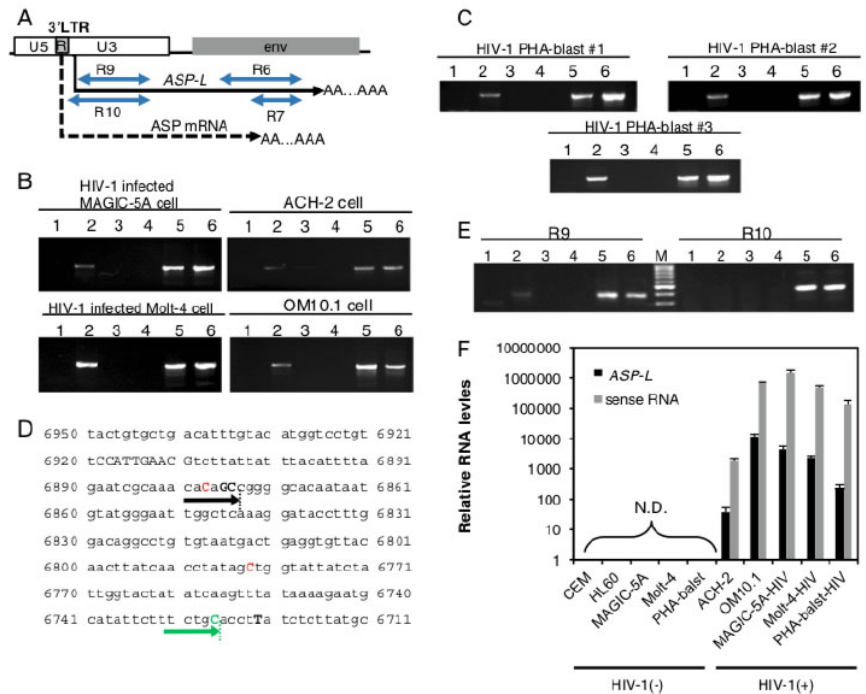 A
3'LTR
U5 R U3 env
R9 ASP-L R6
AA...AAA
R10 R7
ASP mRNA
AA...AAA
B
HIV-1 infected
MAGIC-5A cell
ACH-2 cell
1 2 3 4 5 6 1 2 3 4 5 6
HIV-1 infected Molt-4 cell
OM10.1 cell
1 2 3 4 5 6 1 2 3 4 5 6
C
HIV-1 PHA-blast #1
HIV-1 PHA-blast #2
1 2 3 4 5 6 1 2 3 4 5 6
HIV-1 PHA-blast #3
1 2 3 4 5 6
D
6950 tactgtgctg acatttgtac atggtcctgt 6921
6920 tCCATTGAAC Gtcttattat ttacatttta 6891
6890 gaatcgcaaa caCaGCcggg gcacaataat 6861
6860 gtatgggaat tggctcaaag gatacctttg 6831
6830 gacaggcctg tgtaatgact gaggtgttac 6801
6800 aacttatcaa cctatagCtg gtattatcta 6771
6770 ttggtactat atcaagttta taaaagaatg 6740
6741 catattcttt tctgCacctT atctcttatgc 6711
E
R9 R10
1 2 3 4 5 6 M 1 2 3 4 5 6
F
Relative RNA levles
10000000
1000000
100000
10000
1000
100
10
1
0
ASP-L
sense RNA
N.D.
CEM
HL60
MAGIC-5A
Molt-4
PHA-balst
ACH-2
OM10.1
MAGIC-5A-HIV
Molt-4-HIV
PHA-balst-HIV
HIV-1(-) HIV-1(+)